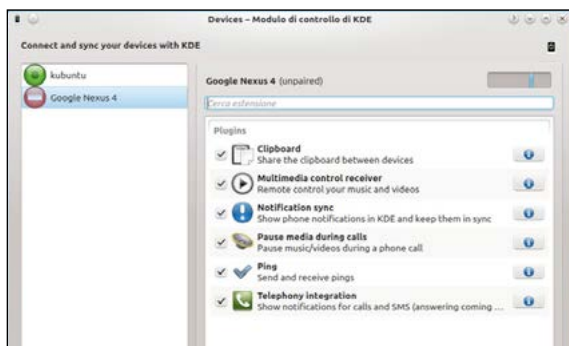 Devices – Modulo di controllo di KDE
Connect and sync your devices with KDE
kubuntu
Google Nexus 4
Google Nexus 4 (unpaired)
Cerca estensione
Plugins
Clipboard
Share the clipboard between devices
Multimedia control receiver
Remote control your music and videos
Notification sync
Show phone notifications in KDE and keep them in sync
Pause media during calls
Pause music/videos during a phone call
Ping
Send and receive pings
Telephony integration
Show notifications for calls and SMS (answering coming ...